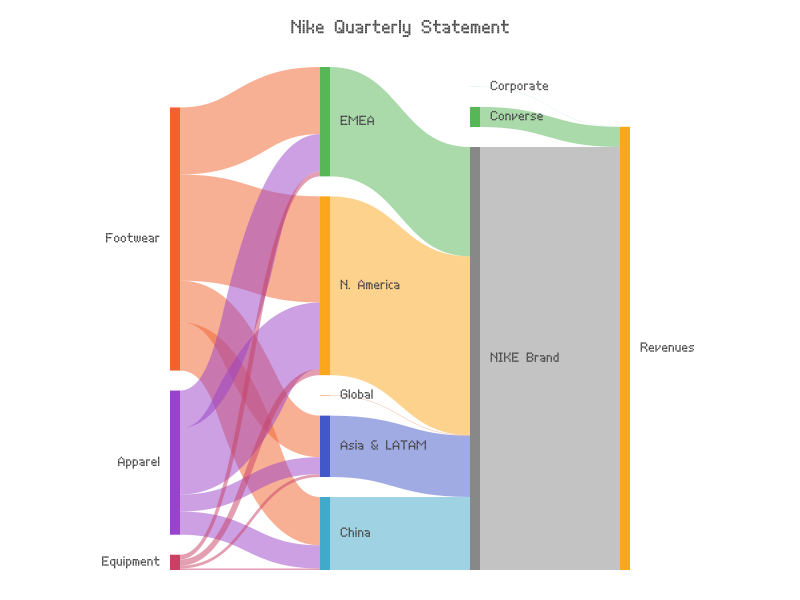 Nike Quarterly Statement
Corporate
Converse
EMEA
Footwear
N. America
Revenues
NIKE Brand
Global
Asia & LATAM
Apparel
China
Equipment